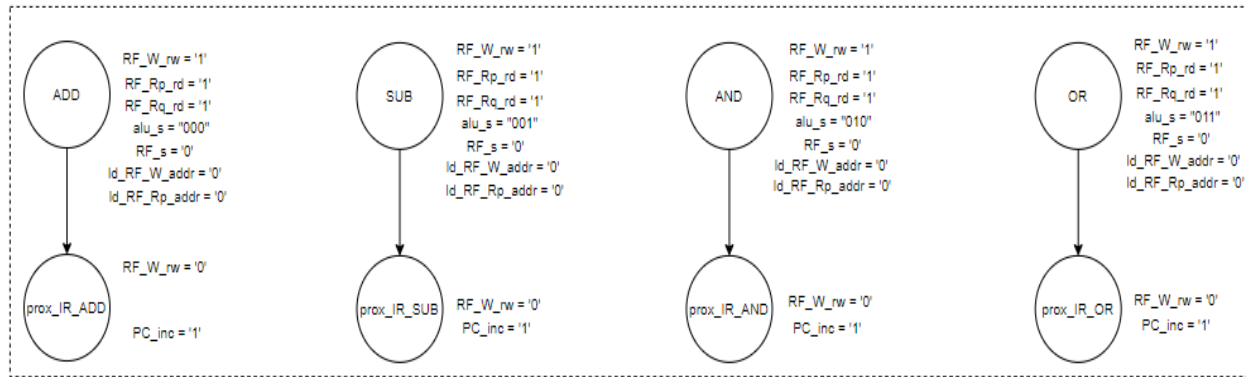 ADD
RF_W_rw = '1'
RF_Rp_rd = '1'
RF_Rq_rd = '1'
alu_s = "000"
RF_s = '0'
ld_RF_W_addr = '0'
ld_RF_Rp_addr = '0'
prox_IR_ADD
RF_W_rw = '0'
PC_inc = '1'
SUB
RF_W_rw = '1'
RF_Rp_rd = '1'
RF_Rq_rd = '1'
alu_s = "001"
RF_s = '0'
ld_RF_W_addr = '0'
ld_RF_Rp_addr = '0'
prox_IR_SUB
RF_W_rw = '0'
PC_inc = '1'
AND
RF_W_rw = '1'
RF_Rp_rd = '1'
RF_Rq_rd = '1'
alu_s = "010"
RF_s = '0'
ld_RF_W_addr = '0'
ld_RF_Rp_addr = '0'
prox_IR_AND
RF_W_rw = '0'
PC_inc = '1'
OR
RF_W_rw = '1'
RF_Rp_rd = '1'
RF_Rq_rd = '1'
alu_s = "011"
RF_s = '0'
ld_RF_W_addr = '0'
ld_RF_Rp_addr = '0'
prox_IR_OR
RF_W_rw = '0'
PC_inc = '1'